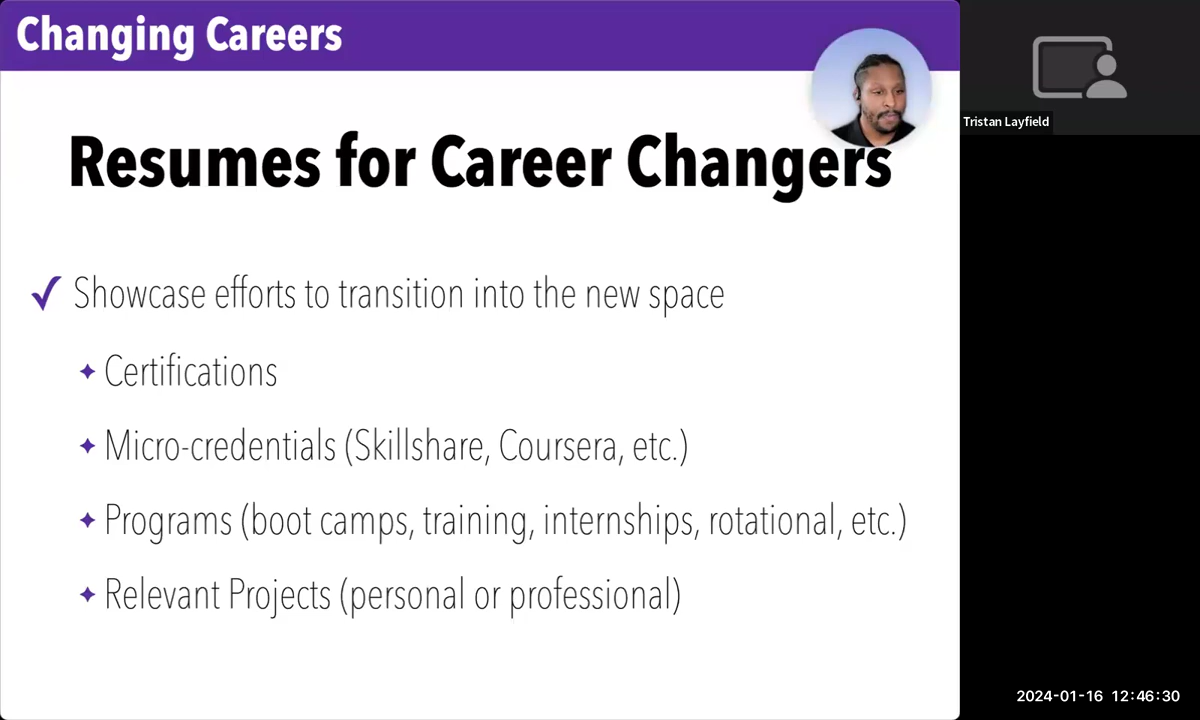 Changing Careers
Tristan Layfield
Resumes for Career Changers
Showcase efforts to transition into the new space
Certifications
Micro-credentials (Skillshare, Coursera, etc.)
Programs (boot camps, training, internships, rotational, etc.)
Relevant Projects (personal or professional)
2024-01-16 12:46:30